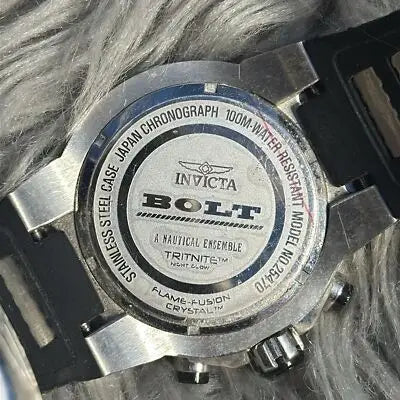 STAINLESS STEEL CASE JAPAN CHRONOGRAPH 100M-WATER RESISTANT MODEL NO.25470
INVICTA
BOLT
A NAUTICAL ENSEMBLE
TRITNITE™
NIGHT GLOW
FLAME-FUSION
CRYSTAL™